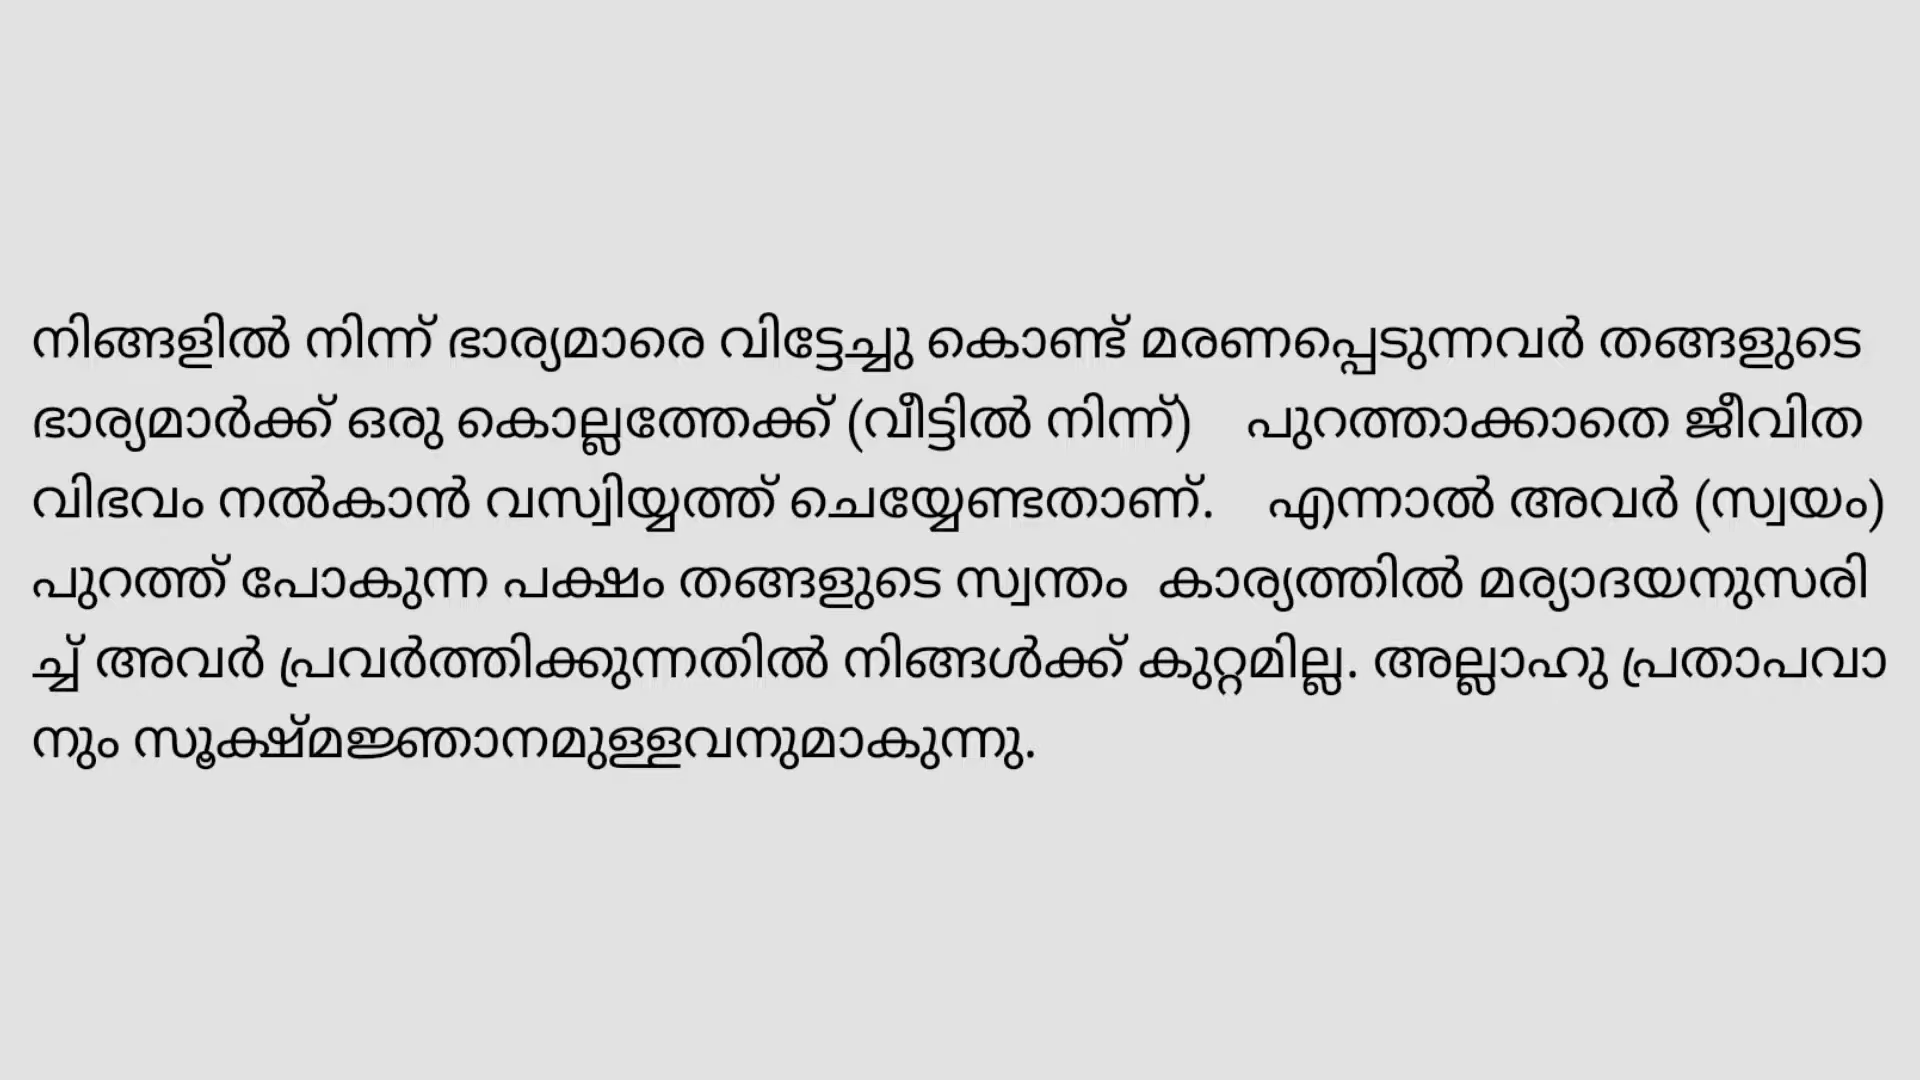 നിങ്ങളിൽ നിന്ന് ഭാര്യമാരെ വിട്ടേച്ചു കൊണ്ട് മരണപ്പെടുന്നവർ തങ്ങളുടെ
ഭാര്യമാർക്ക് ഒരു കൊല്ലത്തേക്ക് (വീട്ടിൽ നിന്ന്) പുറത്താക്കാതെ ജീവിത
വിഭവം നൽകാൻ വസ്വിയ്യത്ത് ചെയ്യേണ്ടതാണ്. എന്നാൽ അവർ (സ്വയം)
പുറത്ത് പോകുന്ന പക്ഷം തങ്ങളുടെ സ്വന്തം കാര്യത്തിൽ മര്യാദയനുസരി
ച്ച് അവർ പ്രവർത്തിക്കുന്നതിൽ നിങ്ങൾക്ക് കുറ്റമില്ല. അല്ലാഹു പ്രതാപവാ
നും സൂക്ഷ്മജ്ഞാനമുള്ളവനുമാകുന്നു.